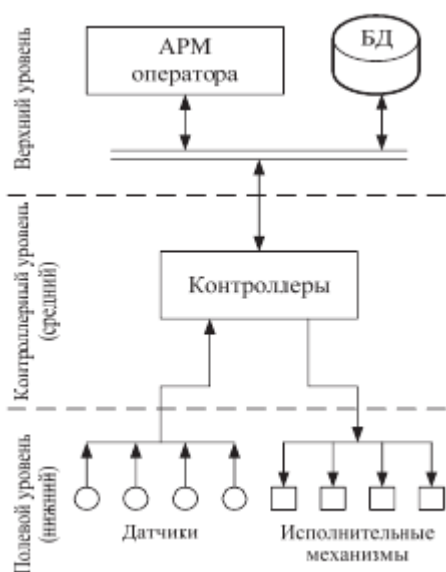 Верхний уровень
АРМ
оператора
БД
Контроллерный уровень
(средний)
Контроллеры
Полевой уровень
(нижний)
Датчики
Исполнительные
механизмы